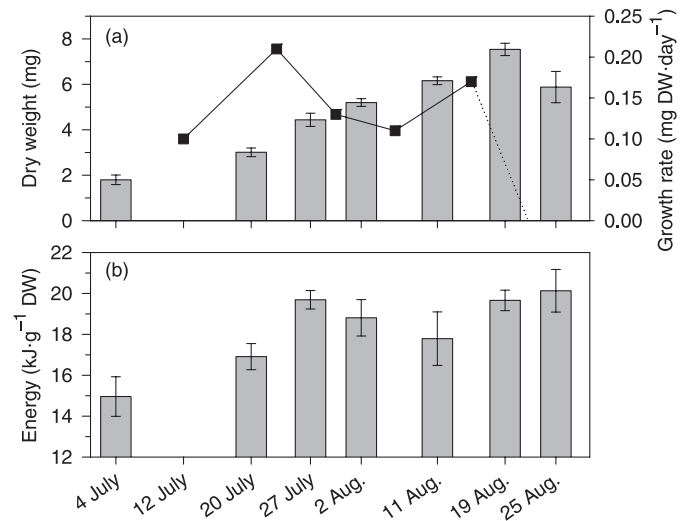 (a)
Dry weight (mg)
8
6
4
2
0
0.25
0.20
0.15
0.10
0.05
0.00
Growth rate (mg DW·day⁻¹)
(b)
Energy (kJ·g⁻¹ DW)
22
20
18
16
14
12
4 July
12 July
20 July
27 July
2 Aug.
11 Aug.
19 Aug.
25 Aug.